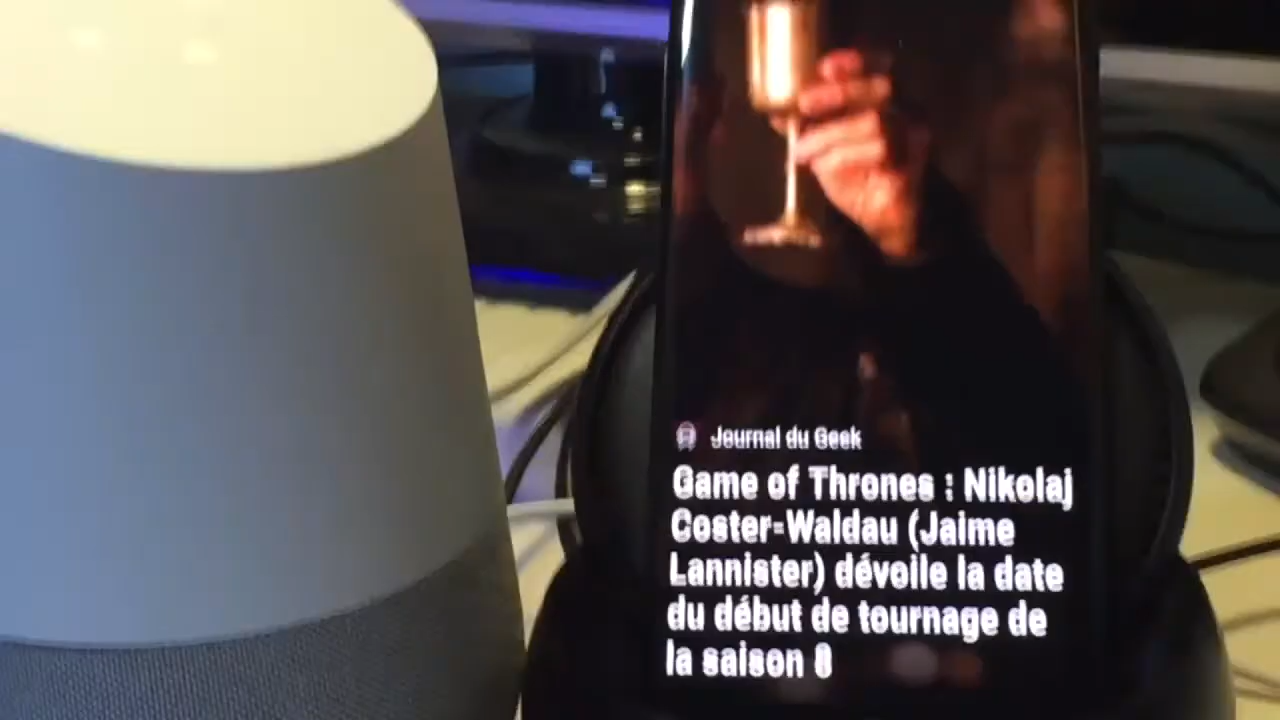 Journal du Geek
Game of Thrones : Nikolaj
Coster-Waldau (Jaime
Lannister) dévoile la date
du début de tournage de
la saison 8